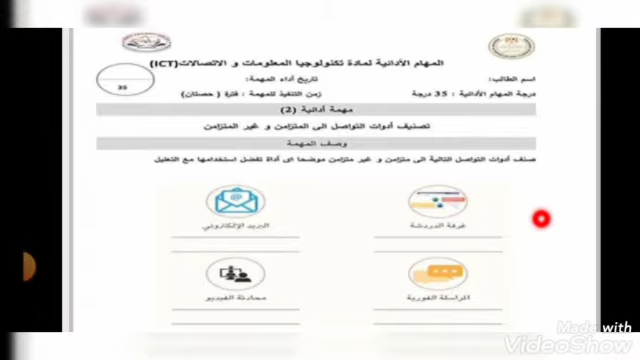 المهام الأدائية لمادة تكنولوجيا المعلومات و الاتصالات(ICT)
اسم الطالب:
تاريخ أداء المهمة:
35
درجة المهام الأدائية : 35 درجة
زمن التنفيذ للمهمة: فترة ( حصتان)
مهمة أدائية (2)
تصنيف أدوات التواصل الى المتزامن و غير المتزامن
وصف المهمة
صنف أدوات التواصل التالية الى متزامن و غير متزامن موضحا اى أداة تفضل استخدامها مع التعليل
غرفة الدردشة
البريد الإلكتروني
المراسلة الفورية
محادثة الفيديو
Made with
VideoShow